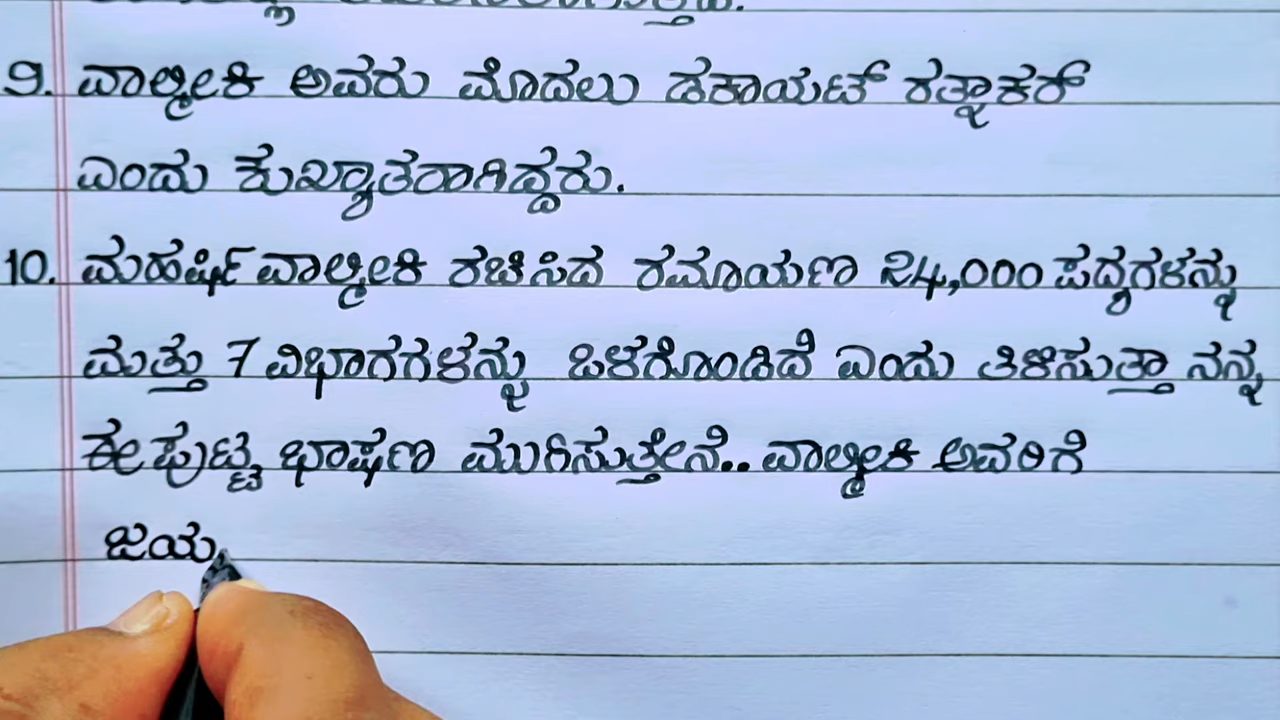 9. ವಾಲ್ಮೀಕಿ ಅವರು ಮೊದಲು ಡಕಾಯಟ್ ರತ್ನಾಕರ್
ಎಂದು ಕುಖ್ಯಾತರಾಗಿದ್ದರು.
10. ಮಹರ್ಷಿ ವಾಲ್ಮೀಕಿ ರಚಿಸಿದ ರಮಾಯಣ 24,000 ಪದ್ಯಗಳನ್ನು
ಮತ್ತು 7 ವಿಭಾಗಗಳನ್ನು ಒಳಗೊಂಡಿದೆ ಎಂದು ತಿಳಿಸುತ್ತಾ ನನ್ನ
ಈ ಪುಟ್ಟ ಭಾಷಣ ಮುಗಿಸುತ್ತೇನೆ.. ವಾಲ್ಮೀಕಿ ಅವರಿಗೆ
ಜಯ